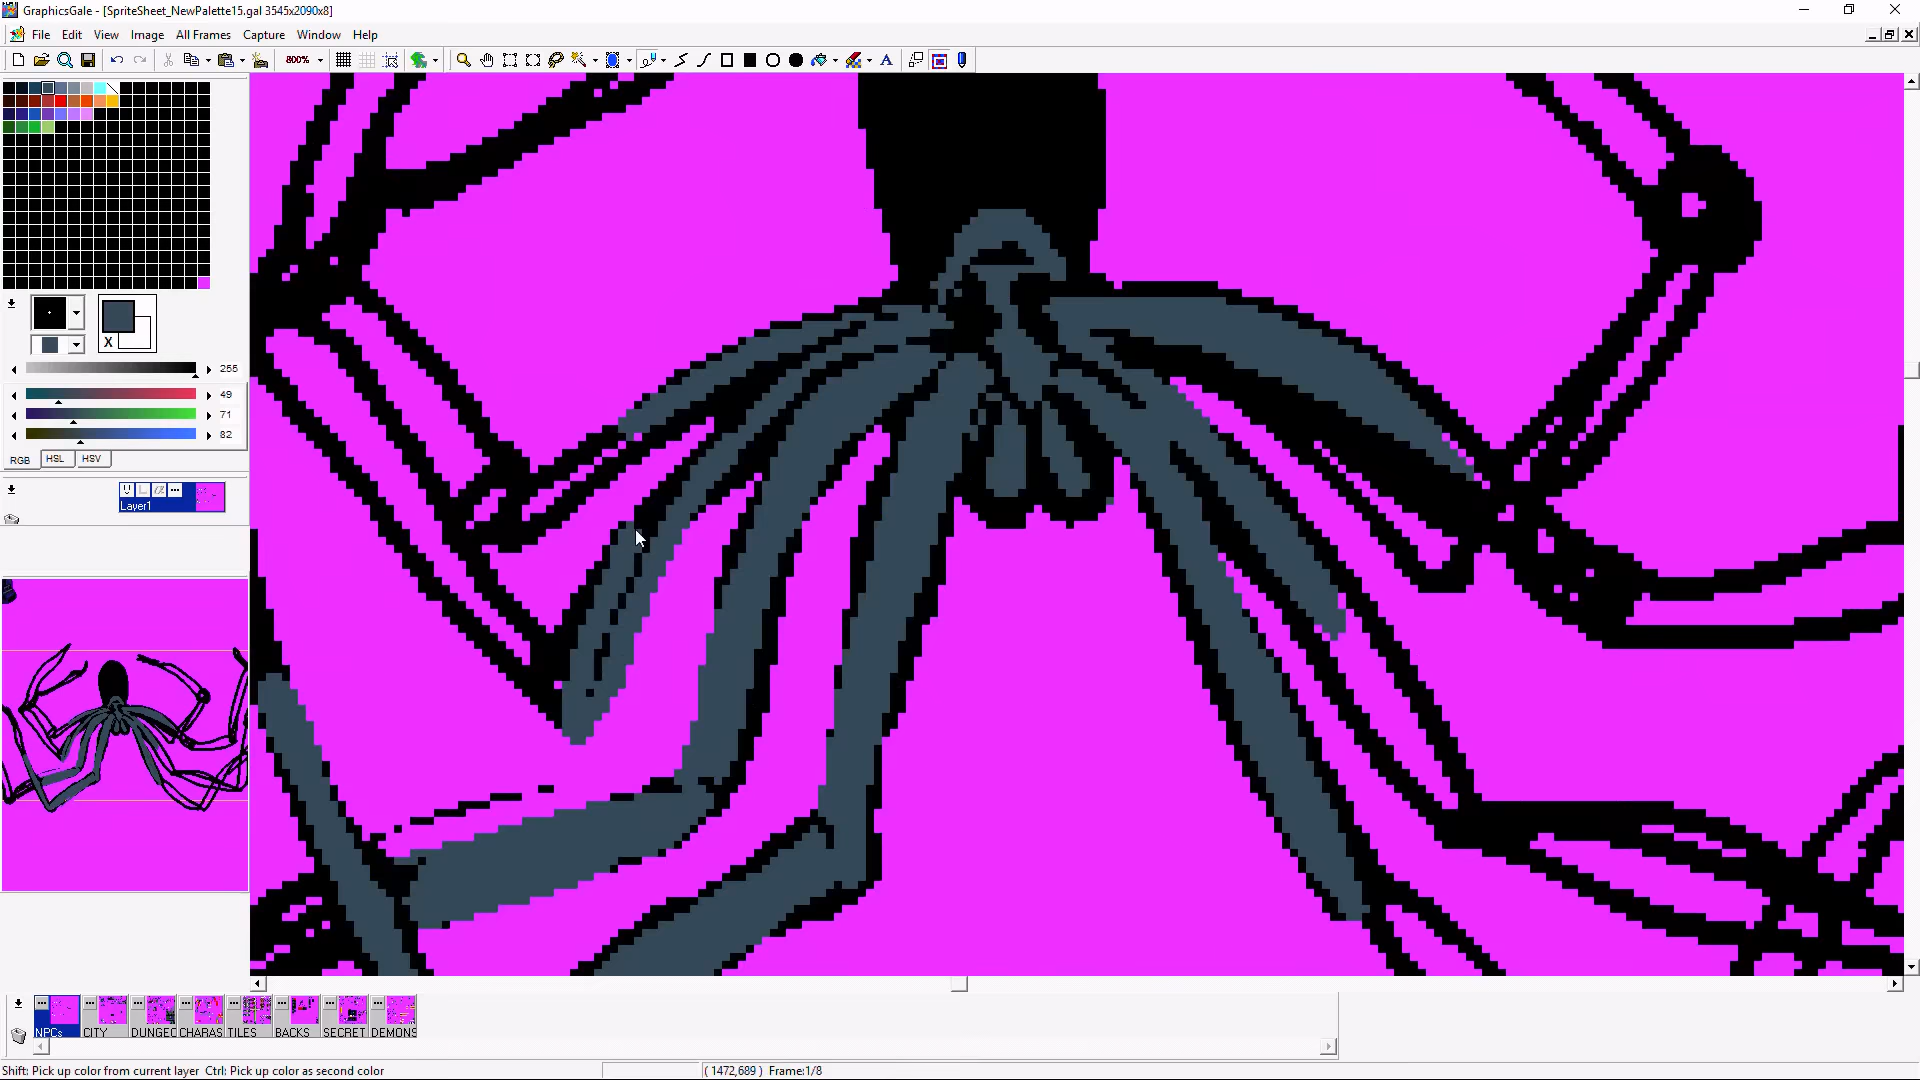 GraphicsGale - [SpriteSheet_NewPalette15.gal 3545x2090x8]
File Edit View Image All Frames Capture Window Help
800% A
X
255
49
71
82
RGB HSL HSV
Layer1
NPCs CITY DUNGEC CHARAS TILES BACKS SECRET DEMONS
Shift: Pick up color from current layer Ctrl: Pick up color as second color
( 1472,689 ) Frame:1/8